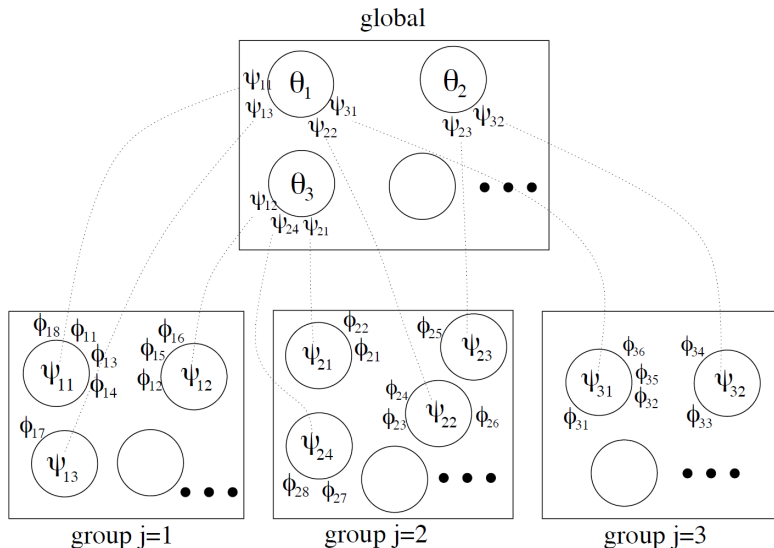 global
θ₁ θ₂
ψ₁₁ ψ₃₁
ψ₁₃ ψ₂₂ ψ₂₃ ψ₃₂
θ₃
ψ₁₂
ψ₂₄ ψ₂₁
ϕ₁₈ ϕ₁₁ ϕ₁₆
ϕ₁₃ ϕ₁₅
ψ₁₁ ϕ₁₄ ϕ₁₂ ψ₁₂
ϕ₁₇
ψ₁₃
group j=1
ϕ₂₂ ϕ₂₅
ψ₂₁ ϕ₂₁ ψ₂₃
ϕ₂₄
ϕ₂₃ ψ₂₂ ϕ₂₆
ψ₂₄
ϕ₂₈ ϕ₂₇
group j=2
ϕ₃₆ ϕ₃₄
ψ₃₁ ϕ₃₅ ψ₃₂
ϕ₃₂
ϕ₃₁ ϕ₃₃
group j=3